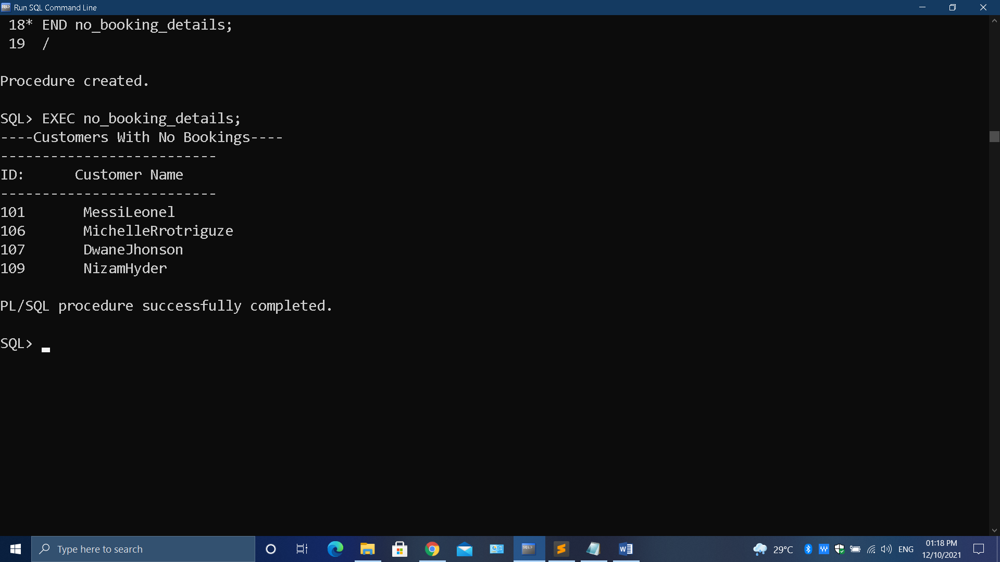 Run SQL Command Line
18* END no_booking_details;
19  /
Procedure created.
SQL> EXEC no_booking_details;
----Customers With No Bookings----
--------------------------
ID:      Customer Name
--------------------------
101       MessiLeonel
106       MichelleRrotriguze
107       DwaneJhonson
109       NizamHyder
PL/SQL procedure successfully completed.
SQL>
Type here to search
29°C
ENG
01:18 PM
12/10/2021